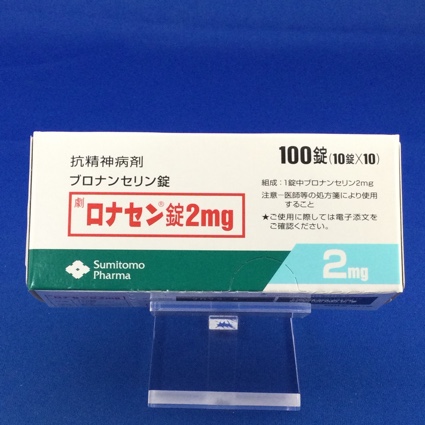 抗精神病剤
ブロナンセリン錠
劇 ロナセン®錠2mg
100錠(10錠×10)
組成:1錠中ブロナンセリン2mg
注意-医師等の処方箋により使用
すること
★ご使用に際しては電子添文を
ご確認ください。
Sumitomo
Pharma
2mg